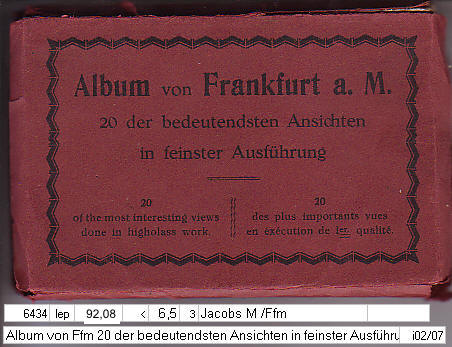 Album von Frankfurt a. M.
20 der bedeutendsten Ansichten
in feinster Ausführung
20
of the most interesting views
done in higholass work.
20
des plus importants vues
en exécution de 1er. qualité.
6434 lep 92,08 < 6,5 3 Jacobs M /Ffm
Album von Ffm 20 der bedeutendsten Ansichten in feinster Ausführu i02/07